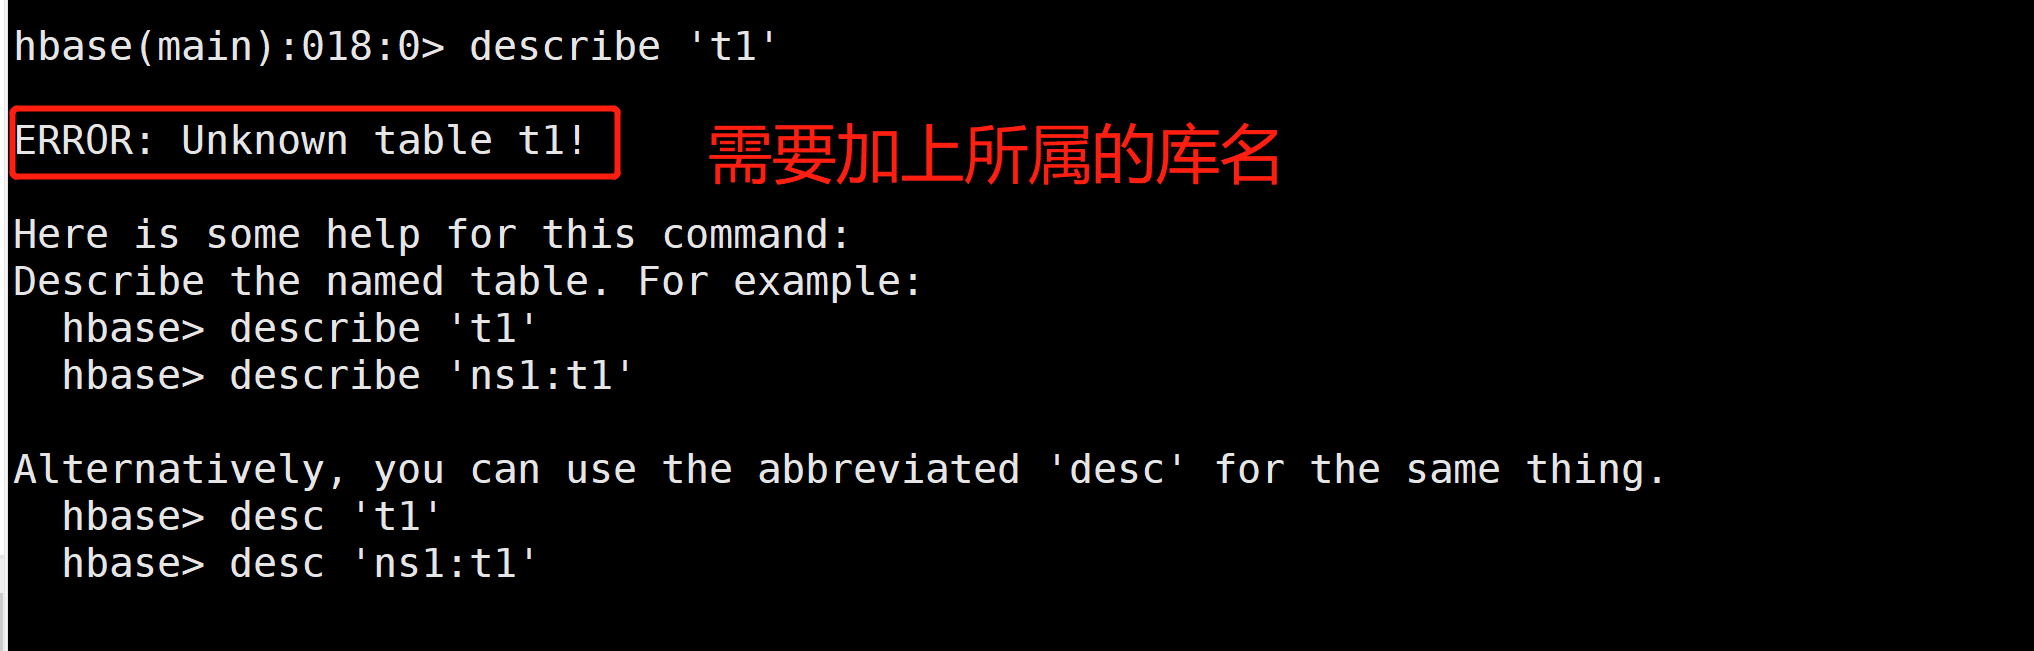 hbase(main):018:0> describe 't1'
ERROR: Unknown table t1!
需要加上所属的库名
Here is some help for this command:
Describe the named table. For example:
  hbase> describe 't1'
  hbase> describe 'ns1:t1'
Alternatively, you can use the abbreviated 'desc' for the same thing.
  hbase> desc 't1'
  hbase> desc 'ns1:t1'